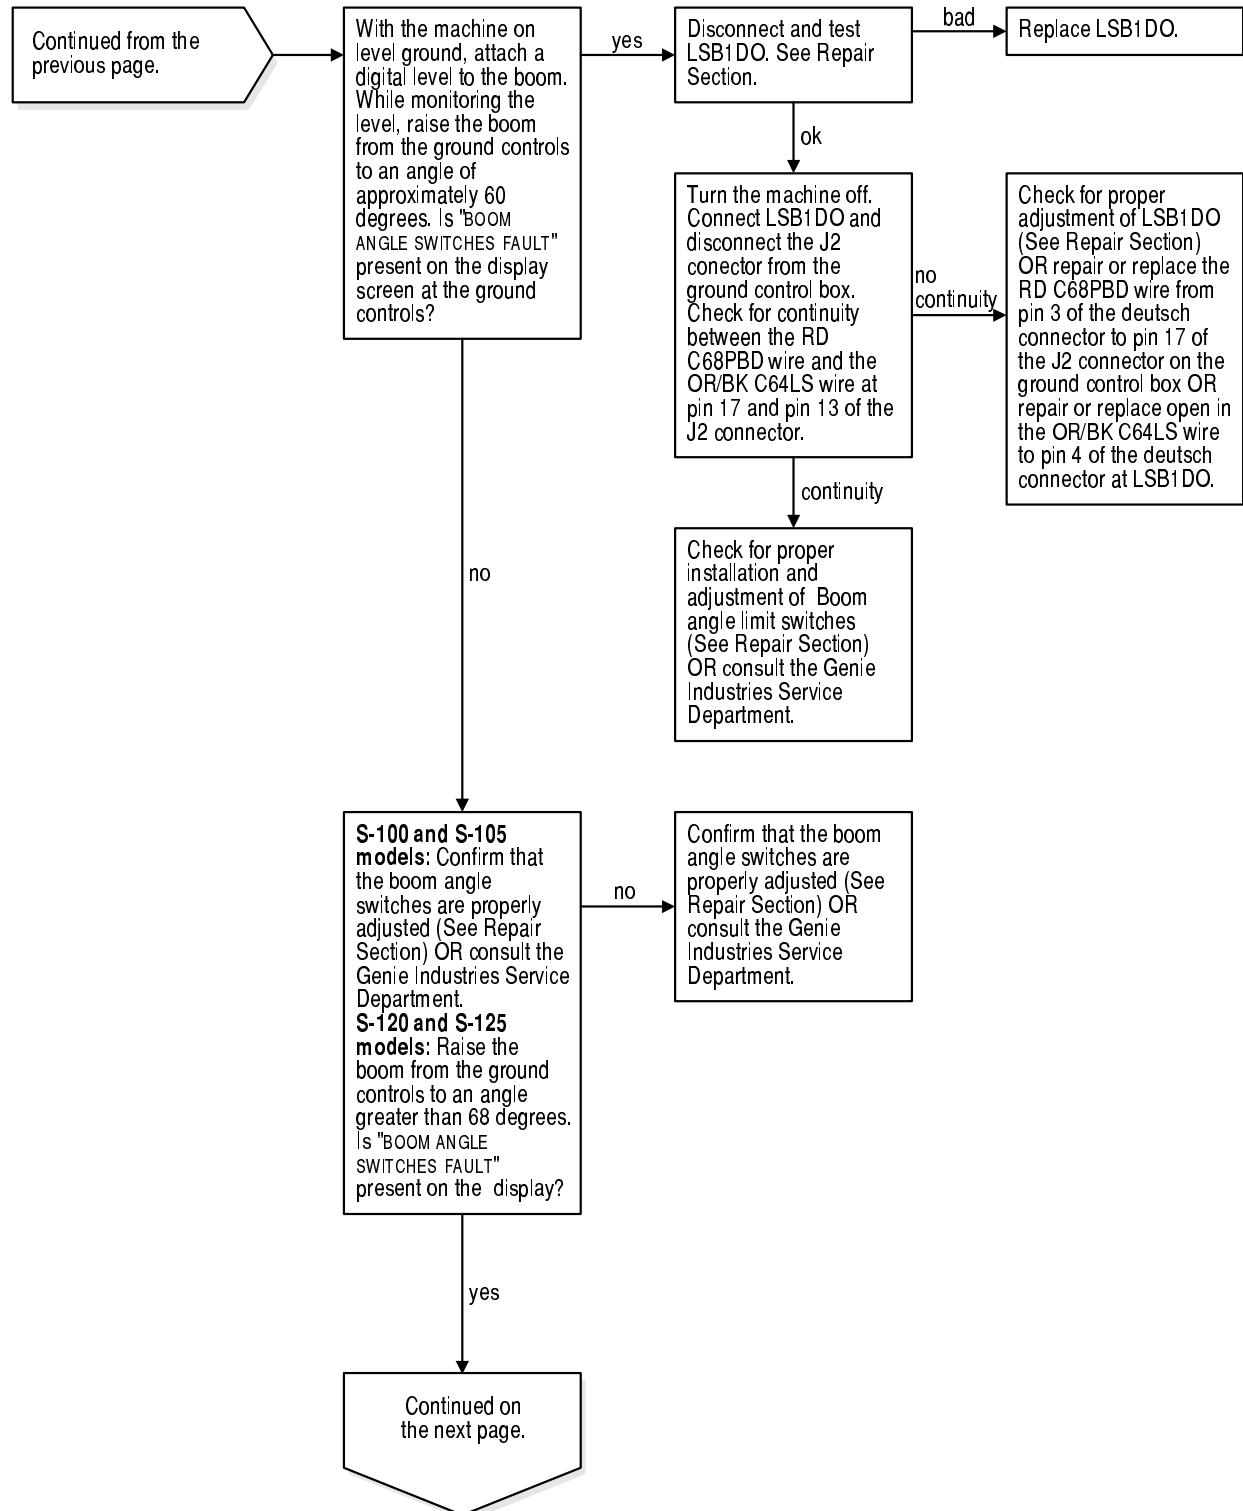 Continued from the
previous page.
With the machine on
level ground, attach a
digital level to the boom.
While monitoring the
level, raise the boom
from the ground controls
to an angle of
approximately 60
degrees. Is "BOOM
ANGLE SWITCHES FAULT"
present on the display
screen at the ground
controls?
yes
Disconnect and test
LSB1DO. See Repair
Section.
bad
Replace LSB1DO.
ok
Turn the machine off.
Connect LSB1DO and
disconnect the J2
conector from the
ground control box.
Check for continuity
between the RD
C68PBD wire and the
OR/BK C64LS wire at
pin 17 and pin 13 of the
J2 connector.
no
continuity
Check for proper
adjustment of LSB1DO
(See Repair Section)
OR repair or replace the
RD C68PBD wire from
pin 3 of the deutsch
connector to pin 17 of
the J2 connector on the
ground control box OR
repair or replace open in
the OR/BK C64LS wire
to pin 4 of the deutsch
connector at LSB1DO.
continuity
Check for proper
installation and
adjustment of Boom
angle limit switches
(See Repair Section)
OR consult the Genie
Industries Service
Department.
no
S-100 and S-105
models: Confirm that
the boom angle
switches are properly
adjusted (See Repair
Section) OR consult the
Genie Industries Service
Department.
S-120 and S-125
models: Raise the
boom from the ground
controls to an angle
greater than 68 degrees.
Is "BOOM ANGLE
SWITCHES FAULT"
present on the display?
no
Confirm that the boom
angle switches are
properly adjusted (See
Repair Section) OR
consult the Genie
Industries Service
Department.
yes
Continued on
the next page.